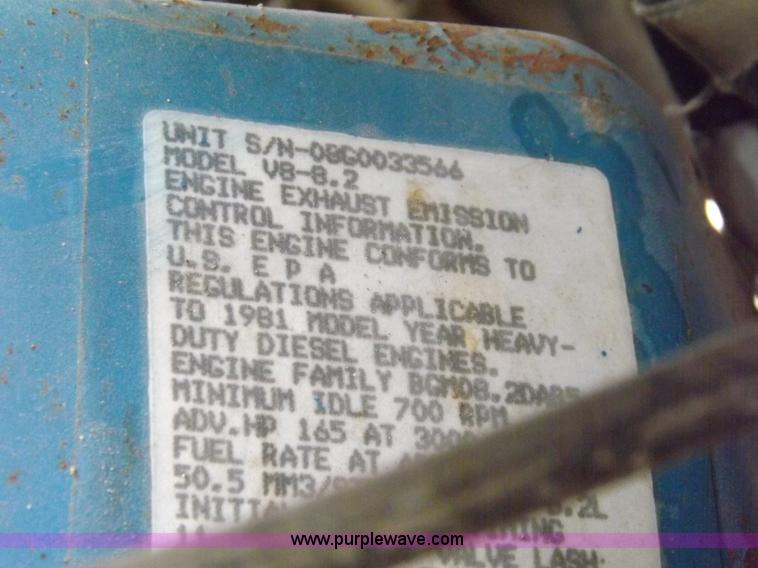 UNIT S/N-08G0033566
MODEL V8-8.2
ENGINE EXHAUST EMISSION
CONTROL INFORMATION.
THIS ENGINE CONFORMS TO
U.S. E P A
REGULATIONS APPLICABLE
TO 1981 MODEL YEAR HEAVY-
DUTY DIESEL ENGINES.
ENGINE FAMILY
MINIMUM IDLE 700 RPM
ADV.HP 165 AT
FUEL RATE AT
50.5
VALVE LASH
www.purplewave.com